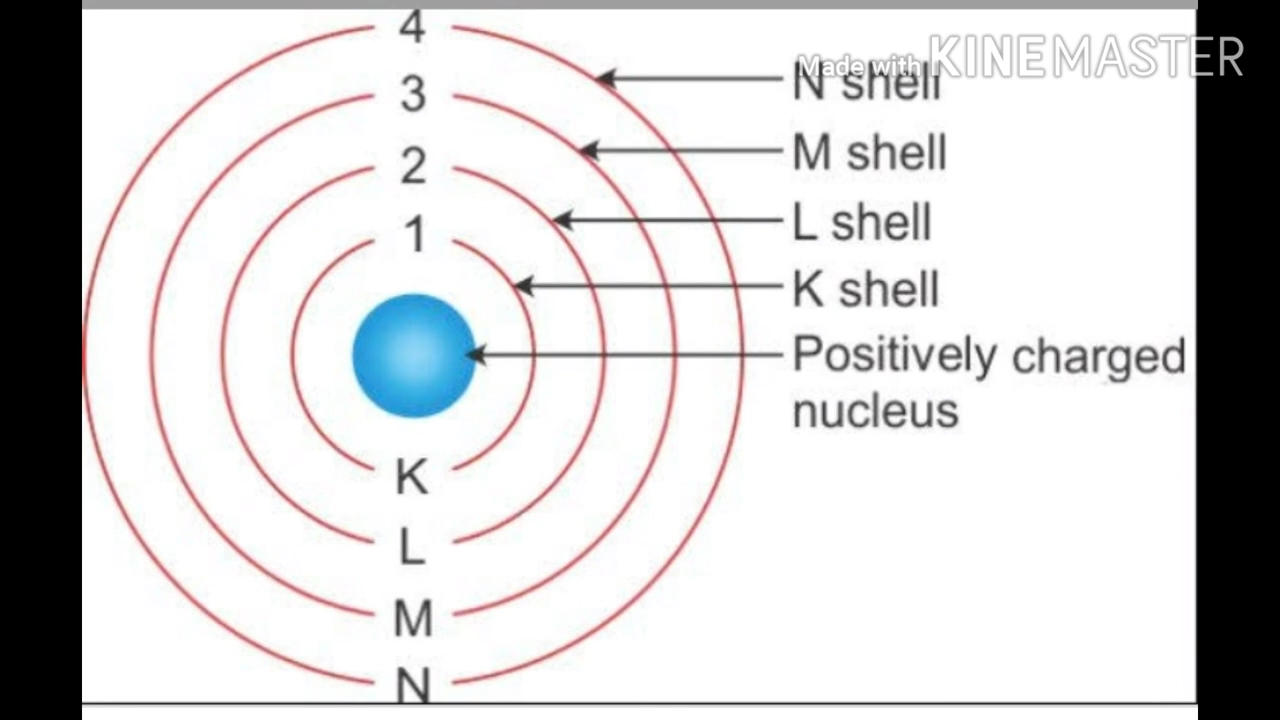 4
3
2
1
K
L
M
N
Made with KINEMASTER
N shell
M shell
L shell
K shell
Positively charged
nucleus